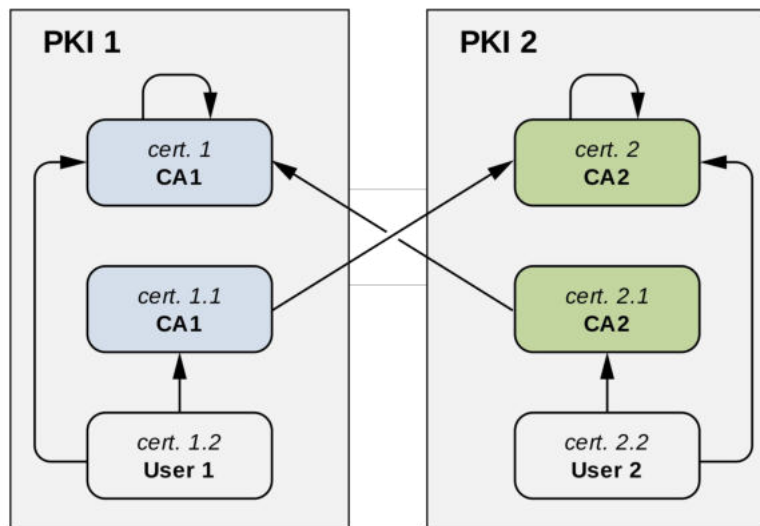 PKI 1
cert. 1
CA1
cert. 1.1
CA1
cert. 1.2
User 1
PKI 2
cert. 2
CA2
cert. 2.1
CA2
cert. 2.2
User 2